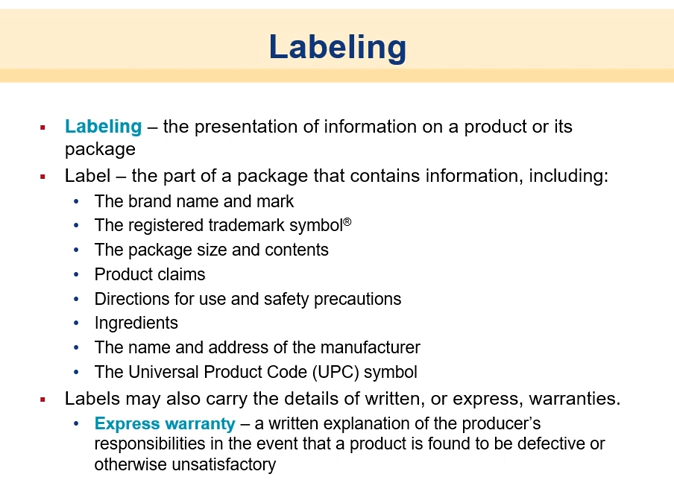 Labeling
▪ Labeling – the presentation of information on a product or its
package
▪ Label – the part of a package that contains information, including:
• The brand name and mark
• The registered trademark symbol®
• The package size and contents
• Product claims
• Directions for use and safety precautions
• Ingredients
• The name and address of the manufacturer
• The Universal Product Code (UPC) symbol
▪ Labels may also carry the details of written, or express, warranties.
• Express warranty – a written explanation of the producer’s
responsibilities in the event that a product is found to be defective or
otherwise unsatisfactory